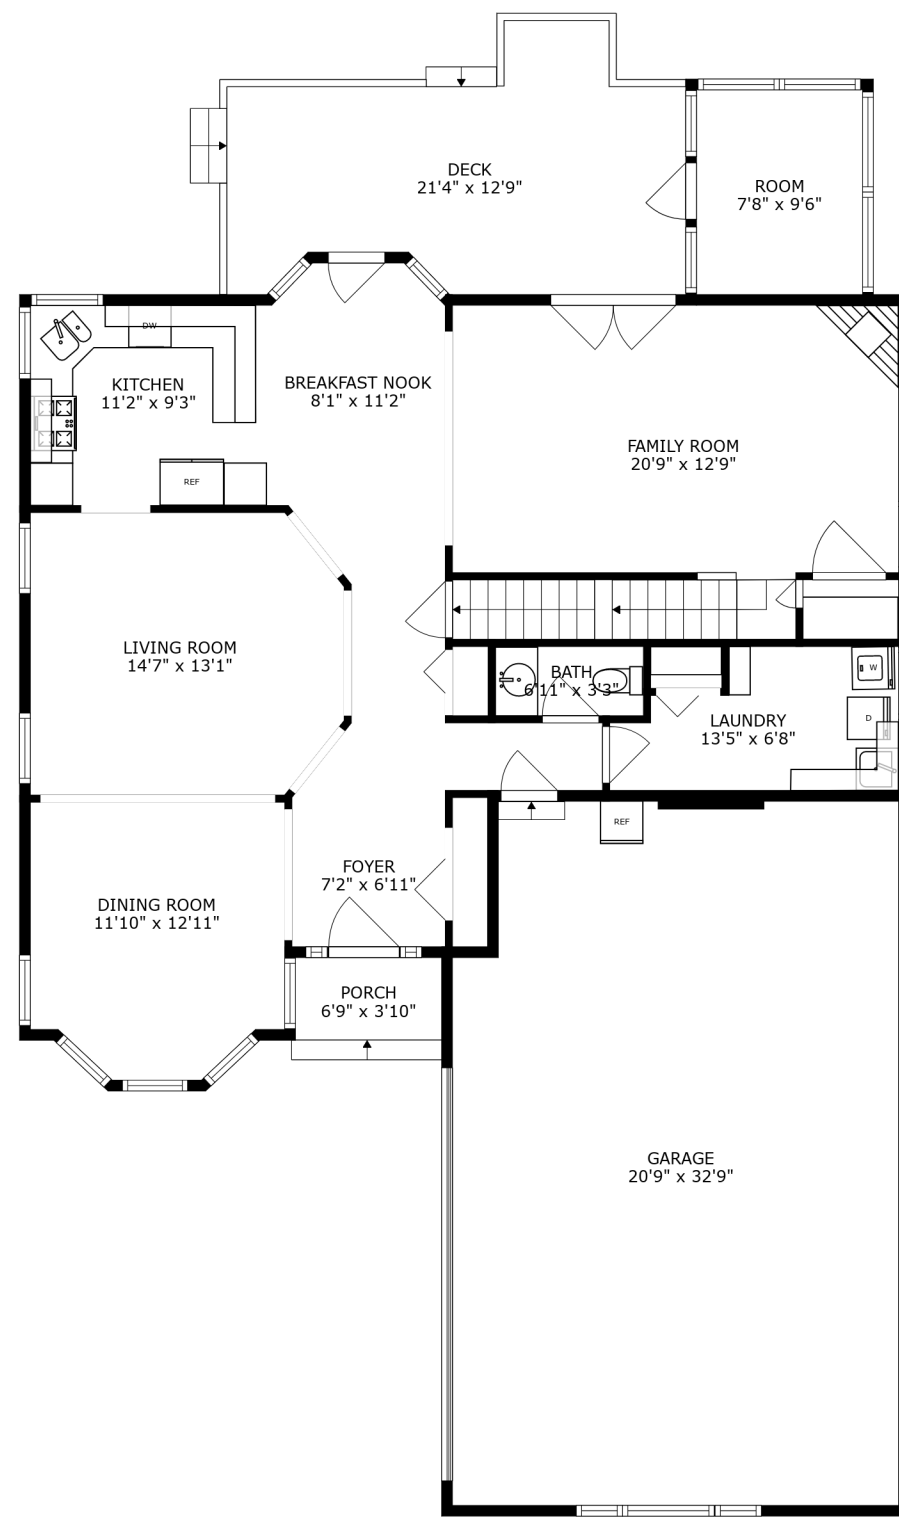 DECK
21'4" x 12'9"
ROOM
7'8" x 9'6"
DW
KITCHEN
11'2" x 9'3"
BREAKFAST NOOK
8'1" x 11'2"
FAMILY ROOM
20'9" x 12'9"
REF
LIVING ROOM
14'7" x 13'1"
BATH
6'11" x 3'3"
W
LAUNDRY
13'5" x 6'8"
D
REF
FOYER
7'2" x 6'11"
DINING ROOM
11'10" x 12'11"
PORCH
6'9" x 3'10"
GARAGE
20'9" x 32'9"